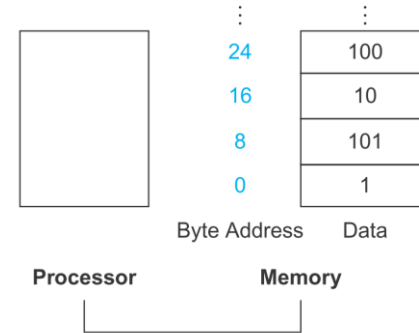 ⋮ ⋮
24 100
16 10
8 101
0 1
Byte Address Data
Processor Memory